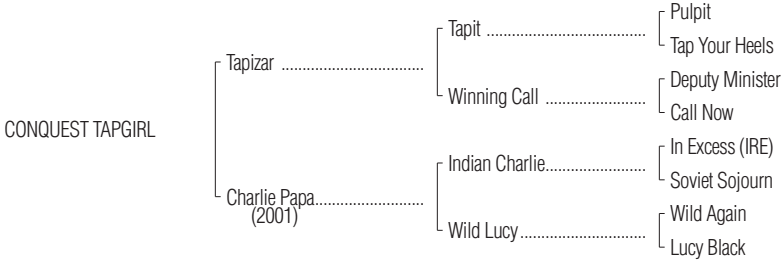 Pulpit
Tapit ..................................
Tap Your Heels
Tapizar ....................................
Deputy Minister
Winning Call ..........................
Call Now
CONQUEST TAPGIRL
In Excess (IRE)
Indian Charlie..........................
Soviet Sojourn
Charlie Papa...........................
(2001)
Wild Again
Wild Lucy ................................
Lucy Black